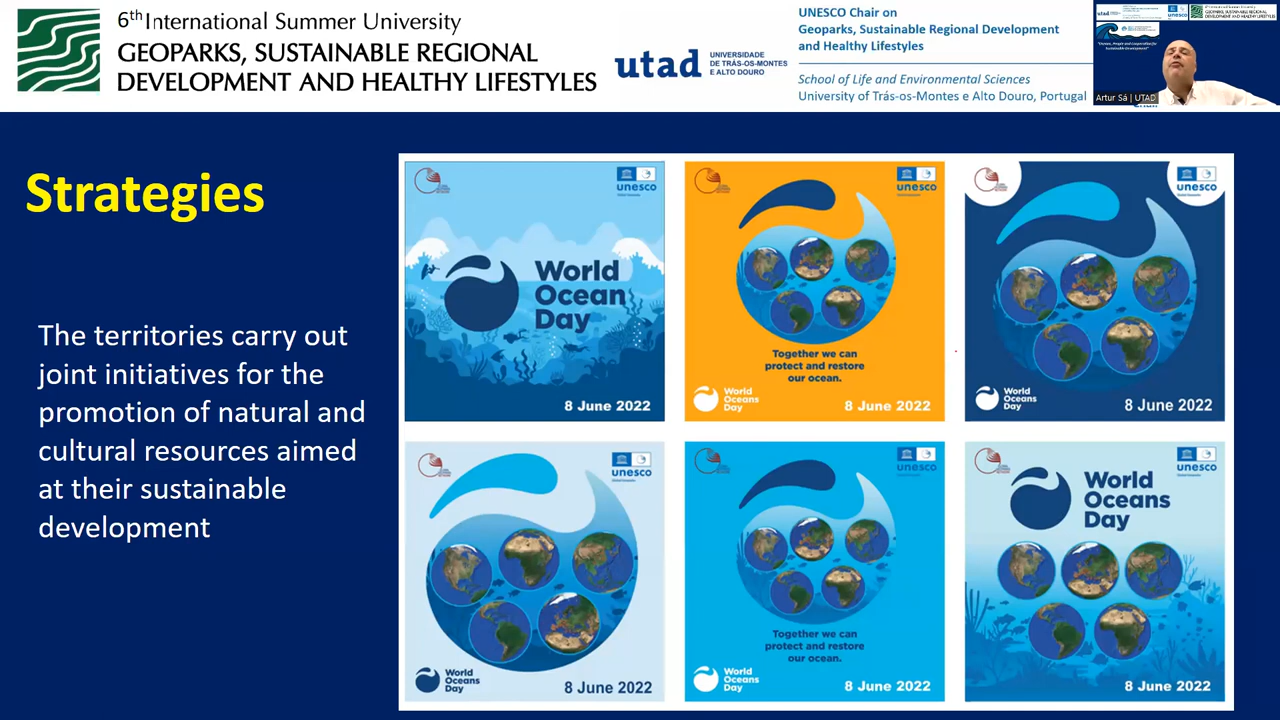 6th International Summer University
GEOPARKS, SUSTAINABLE REGIONAL
DEVELOPMENT AND HEALTHY LIFESTYLES
utad
UNIVERSIDADE
DE TRÁS-OS-MONTES
E ALTO DOURO
UNESCO Chair on
Geoparks, Sustainable Regional Development
and Healthy Lifestyles
School of Life and Environmental Sciences
University of Trás-os-Montes e Alto Douro, Portugal
Artur Sá | UTAD
Strategies
The territories carry out
joint initiatives for the
promotion of natural and
cultural resources aimed
at their sustainable
development
unesco
World
Ocean
Day
8 June 2022
unesco
Together we can
protect and restore
our ocean.
World
Oceans
Day
8 June 2022
unesco
World
Oceans
Day
8 June 2022
unesco
World
Oceans
Day
8 June 2022
unesco
Together we can
protect and restore
our ocean.
World
Oceans
Day
8 June 2022
unesco
World
Oceans
Day
8 June 2022